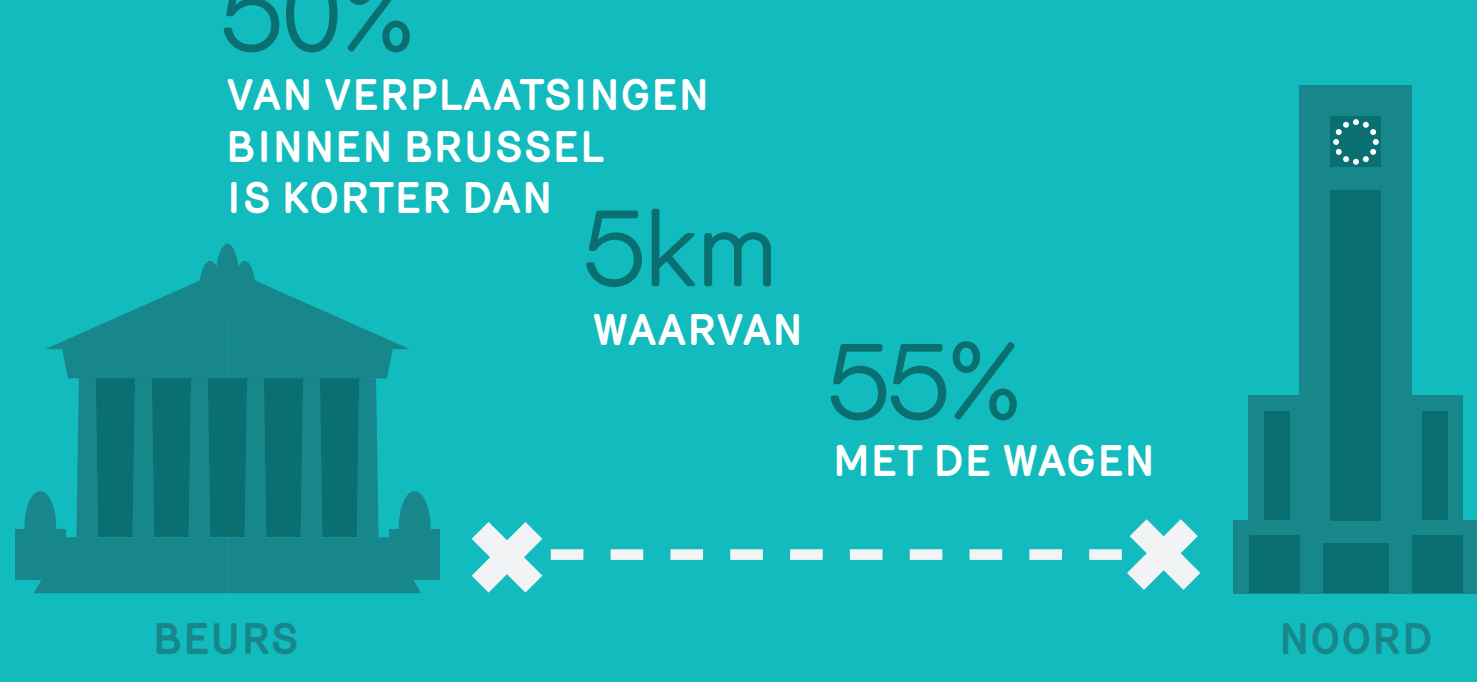 50%
VAN VERPLAATSINGEN
BINNEN BRUSSEL
IS KORTER DAN
5km
WAARVAN
55%
MET DE WAGEN
BEURS
NOORD